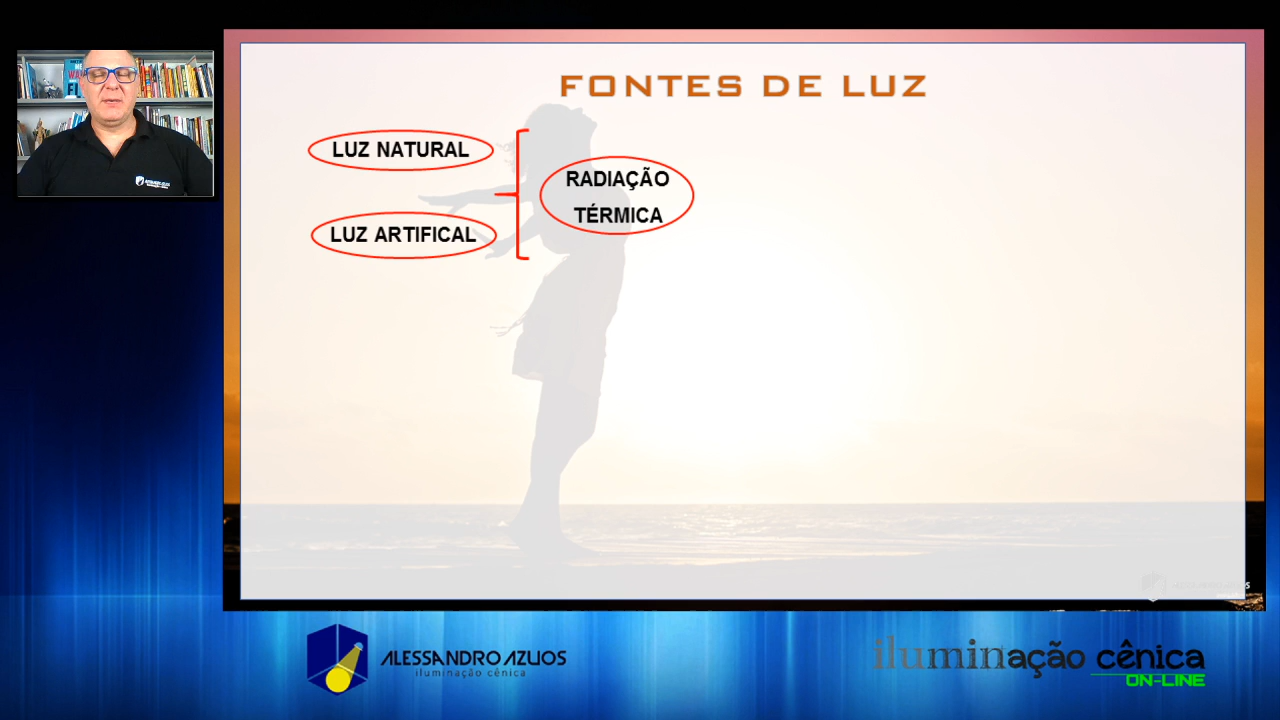 FONTES DE LUZ
LUZ NATURAL
RADIAÇÃO
TÉRMICA
LUZ ARTIFICAL
ALESSANDRO AZUOS
iluminação cênica
iluminação cênica
ON-LINE